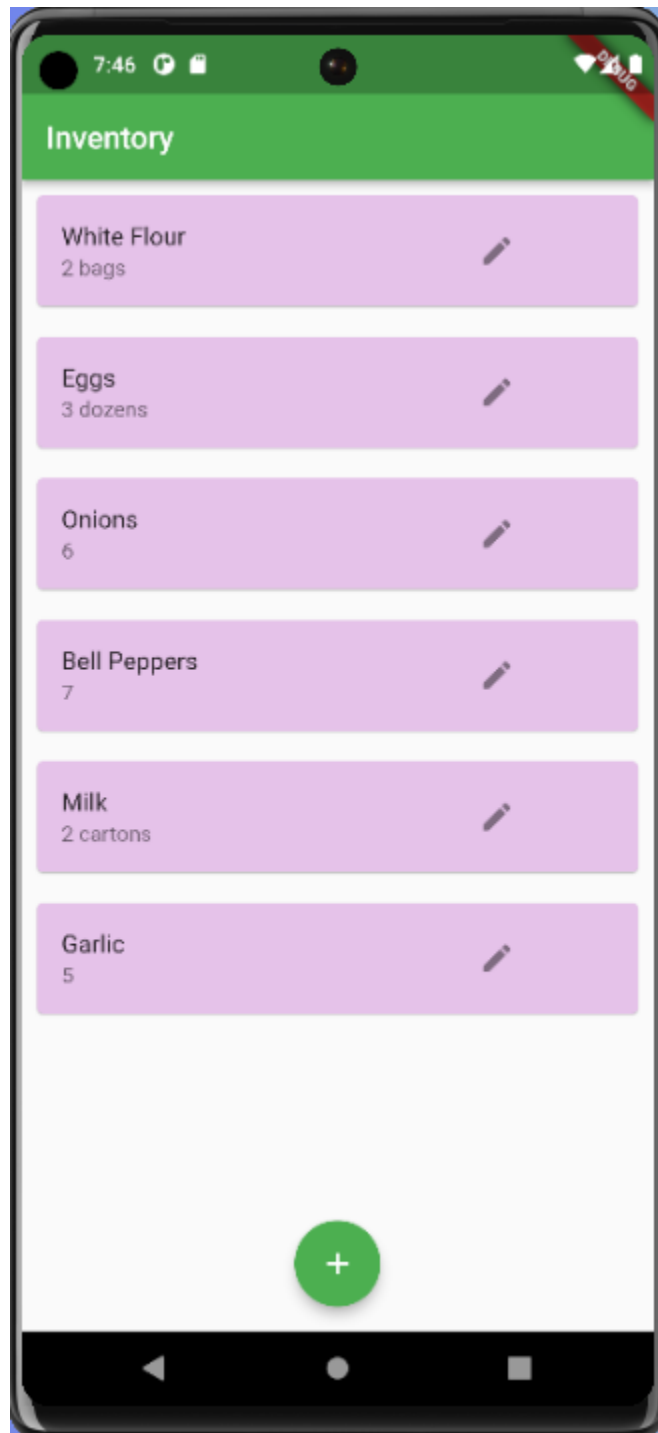 7:46
DEBUG
Inventory
White Flour
2 bags
Eggs
3 dozens
Onions
6
Bell Peppers
7
Milk
2 cartons
Garlic
5